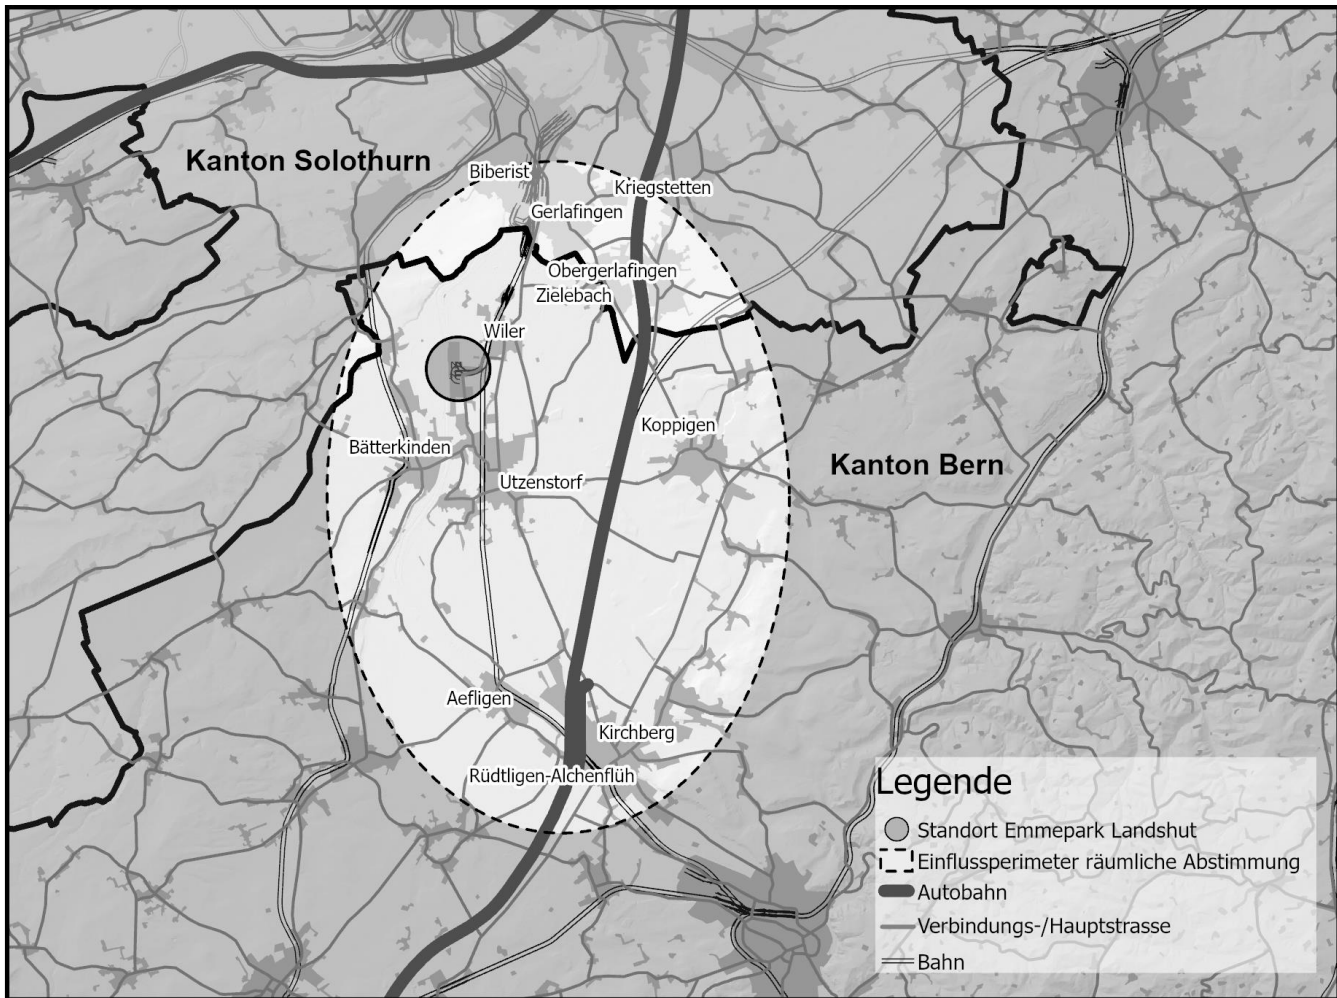 Kanton Solothurn
Biberist
Kriegstetten
Gerlafingen
Obergerlafingen
Zielebach
Wiler
Koppigen
Bätterkinden
Kanton Bern
Utzenstorf
Aefligen
Kirchberg
Rüdtligen-Alchenflüh
Legende
Standort Emmepark Landshut
Einflussperimeter räumliche Abstimmung
Autobahn
Verbindungs-/Hauptstrasse
Bahn